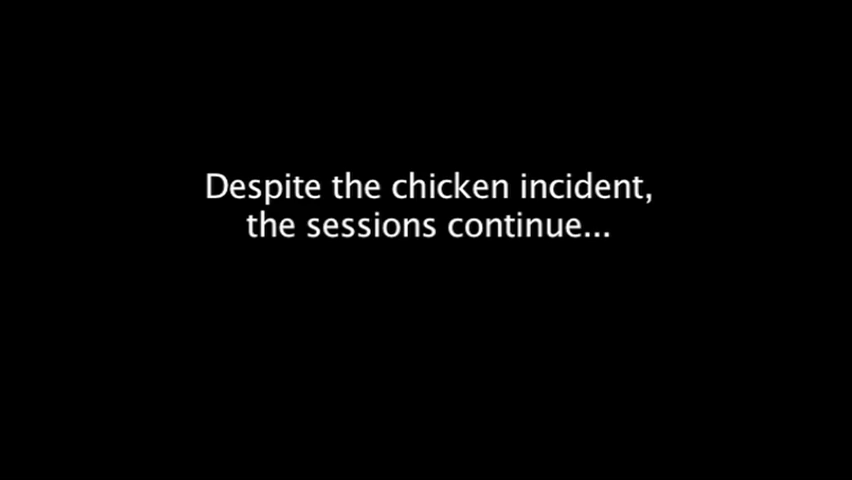 Despite the chicken incident,
the sessions continue...